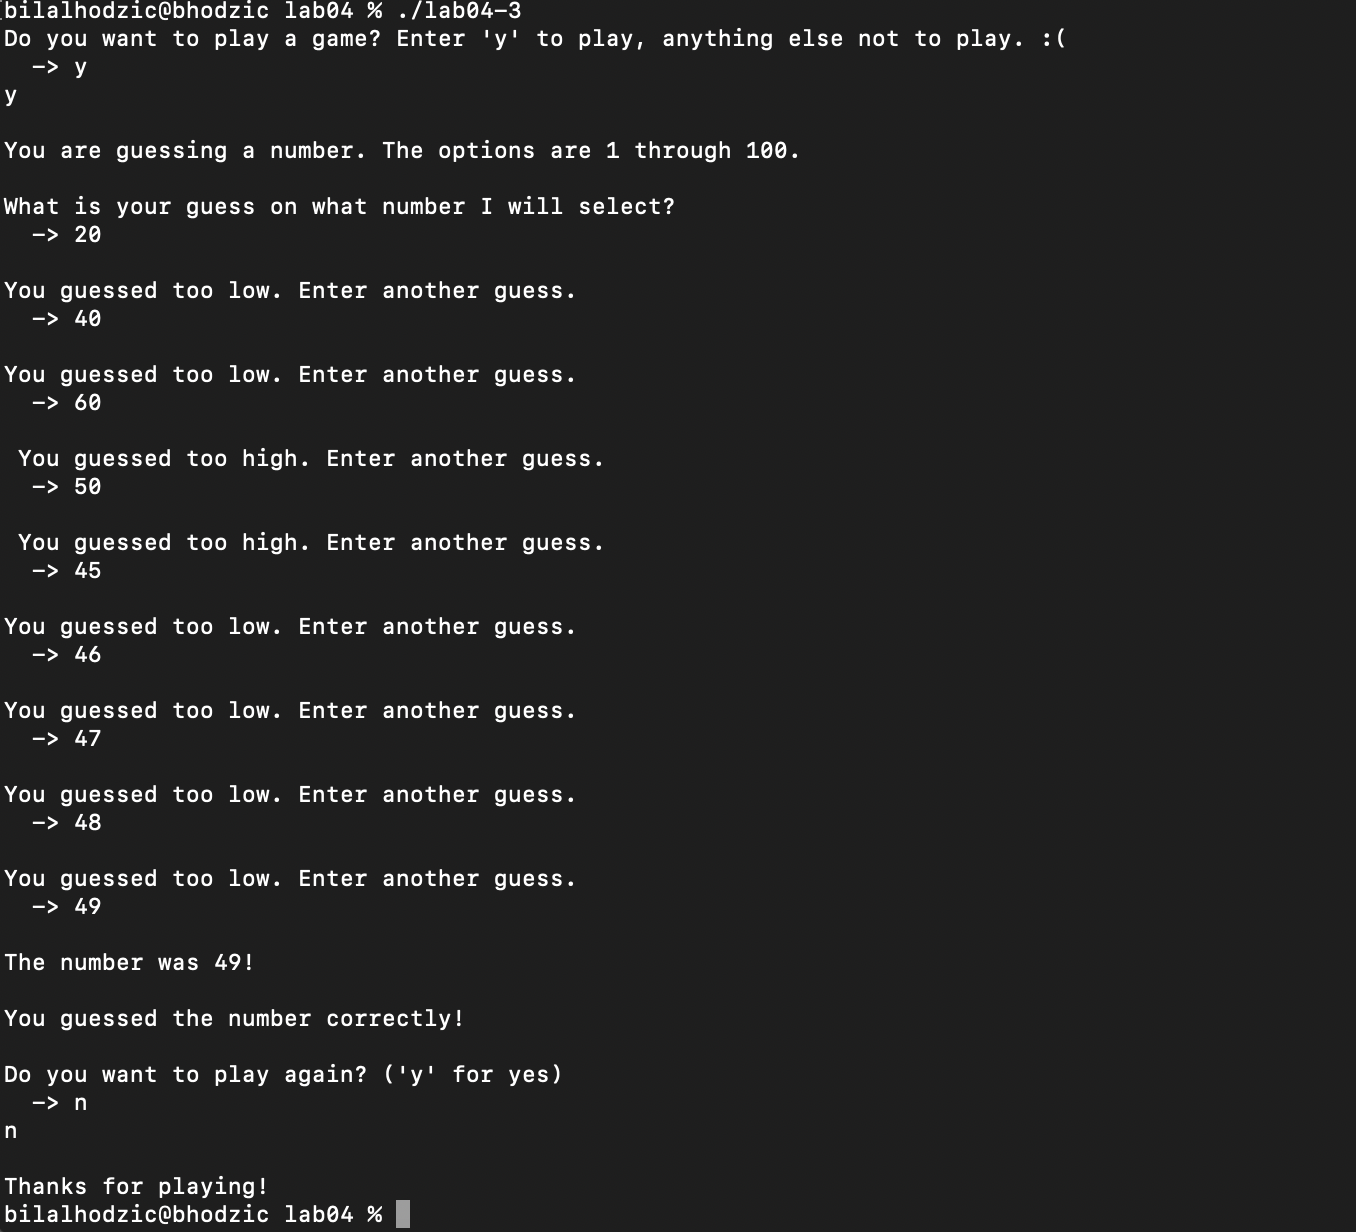 bilalhodzic@bhodzic lab04 % ./lab04-3
Do you want to play a game? Enter 'y' to play, anything else not to play. :(
  -> y
y

You are guessing a number. The options are 1 through 100.

What is your guess on what number I will select?
  -> 20

You guessed too low. Enter another guess.
  -> 40

You guessed too low. Enter another guess.
  -> 60

 You guessed too high. Enter another guess.
  -> 50

 You guessed too high. Enter another guess.
  -> 45

You guessed too low. Enter another guess.
  -> 46

You guessed too low. Enter another guess.
  -> 47

You guessed too low. Enter another guess.
  -> 48

You guessed too low. Enter another guess.
  -> 49

The number was 49!

You guessed the number correctly!

Do you want to play again? ('y' for yes)
  -> n
n

Thanks for playing!
bilalhodzic@bhodzic lab04 %